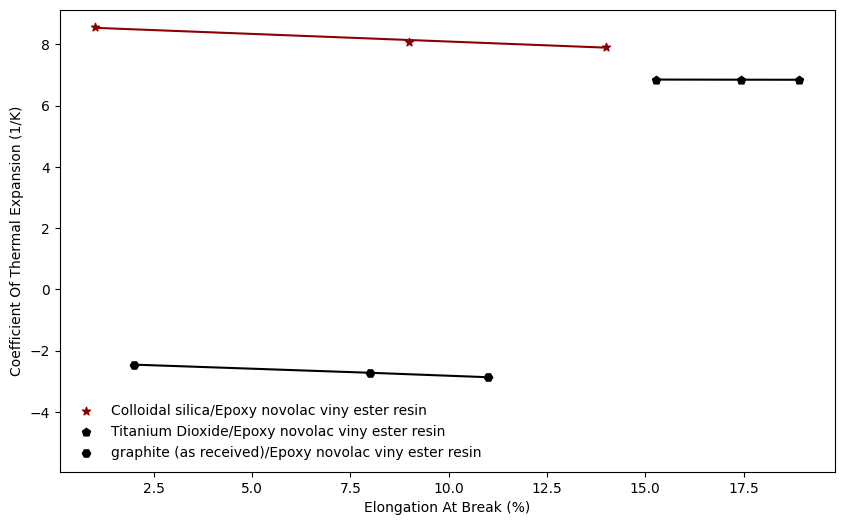 8
6
4
2
0
−2
−4
Coefficient Of Thermal Expansion (1/K)
Colloidal silica/Epoxy novolac viny ester resin
Titanium Dioxide/Epoxy novolac viny ester resin
graphite (as received)/Epoxy novolac viny ester resin
2.5 5.0 7.5 10.0 12.5 15.0 17.5
Elongation At Break (%)